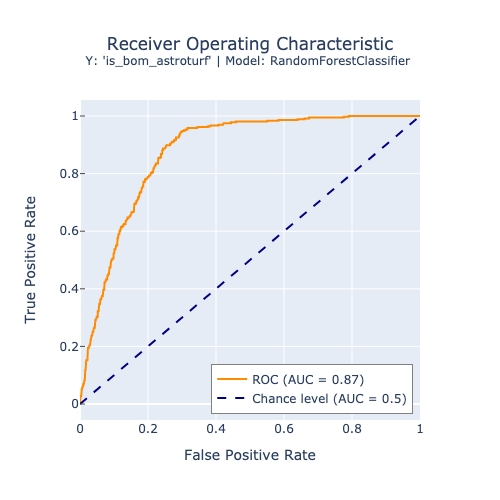 Receiver Operating Characteristic
Y: 'is_bom_astroturf' | Model: RandomForestClassifier
1
0.8
0.6
0.4
0.2
0
True Positive Rate
ROC (AUC = 0.87)
Chance level (AUC = 0.5)
0 0.2 0.4 0.6 0.8 1
False Positive Rate